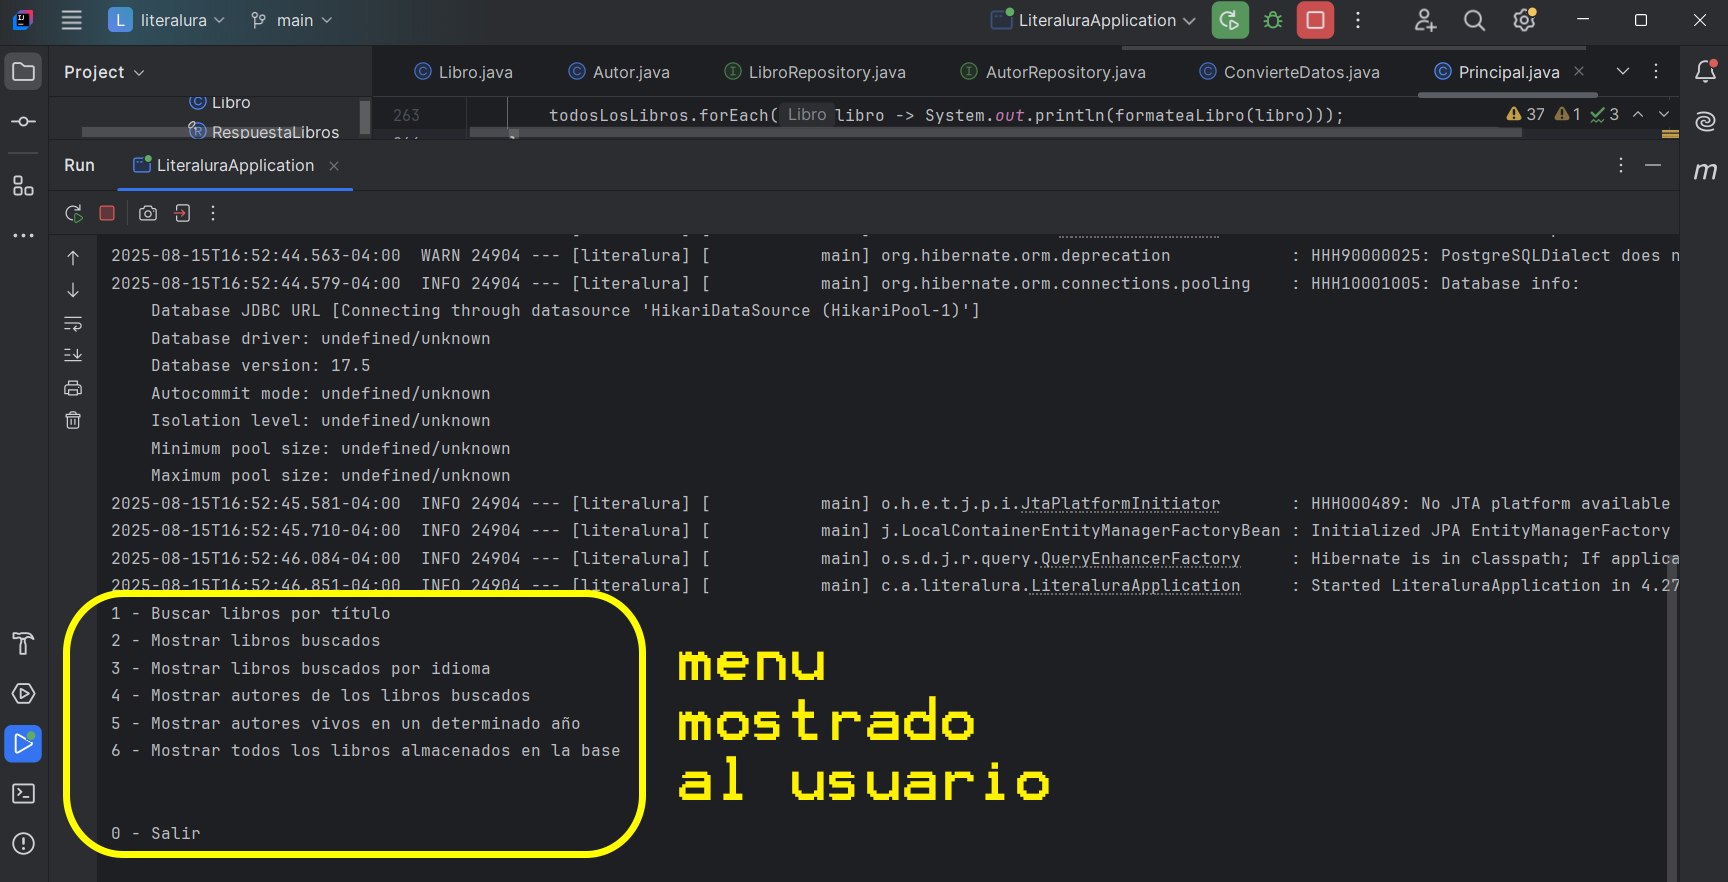 L literalura main LiteraluraApplication
Project
Libro.java Autor.java LibroRepository.java AutorRepository.java ConvierteDatos.java Principal.java
Libro
RespuestaLibros
263 todosLosLibros.forEach( Libro libro -> System.out.println(formateaLibro(libro))); 37 1 3
Run LiteraluraApplication
2025-08-15T16:52:44.563-04:00  WARN 24904 --- [literalura] [           main] org.hibernate.orm.deprecation            : HHH90000025: PostgreSQLDialect does n
2025-08-15T16:52:44.579-04:00  INFO 24904 --- [literalura] [           main] org.hibernate.orm.connections.pooling    : HHH10001005: Database info:
Database JDBC URL [Connecting through datasource 'HikariDataSource (HikariPool-1)']
Database driver: undefined/unknown
Database version: 17.5
Autocommit mode: undefined/unknown
Isolation level: undefined/unknown
Minimum pool size: undefined/unknown
Maximum pool size: undefined/unknown
2025-08-15T16:52:45.581-04:00  INFO 24904 --- [literalura] [           main] o.h.e.t.j.p.i.JtaPlatformInitiator       : HHH000489: No JTA platform available
2025-08-15T16:52:45.710-04:00  INFO 24904 --- [literalura] [           main] j.LocalContainerEntityManagerFactoryBean : Initialized JPA EntityManagerFactory
2025-08-15T16:52:46.084-04:00  INFO 24904 --- [literalura] [           main] o.s.d.j.r.query.QueryEnhancerFactory     : Hibernate is in classpath; If applica
2025-08-15T16:52:46.851-04:00  INFO 24904 --- [literalura] [           main] c.a.literalura.LiteraluraApplication     : Started LiteraluraApplication in 4.27
1 - Buscar libros por título
2 - Mostrar libros buscados
3 - Mostrar libros buscados por idioma
4 - Mostrar autores de los libros buscados
5 - Mostrar autores vivos en un determinado año
6 - Mostrar todos los libros almacenados en la base
0 - Salir
menu
mostrado
al usuario